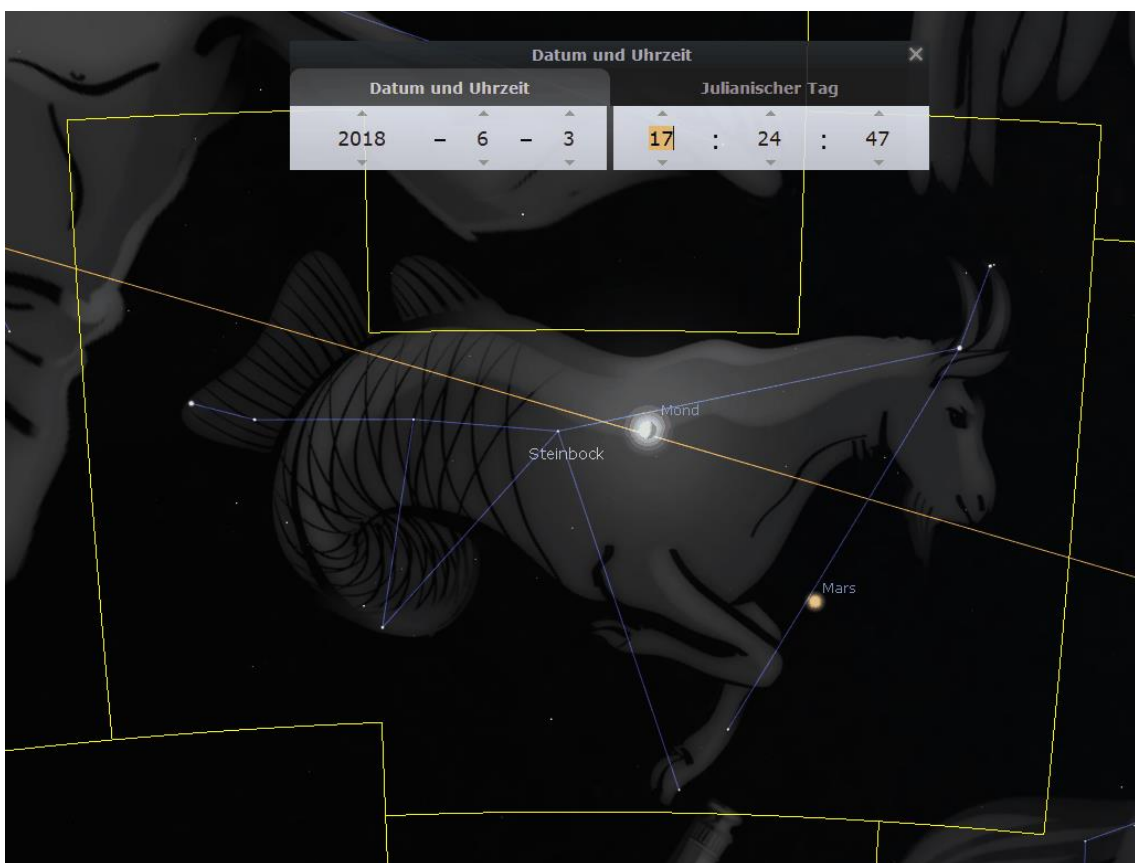 Datum und Uhrzeit
Datum und Uhrzeit Julianischer Tag
2018 – 6 – 3 17 : 24 : 47
Mond
Steinbock
Mars